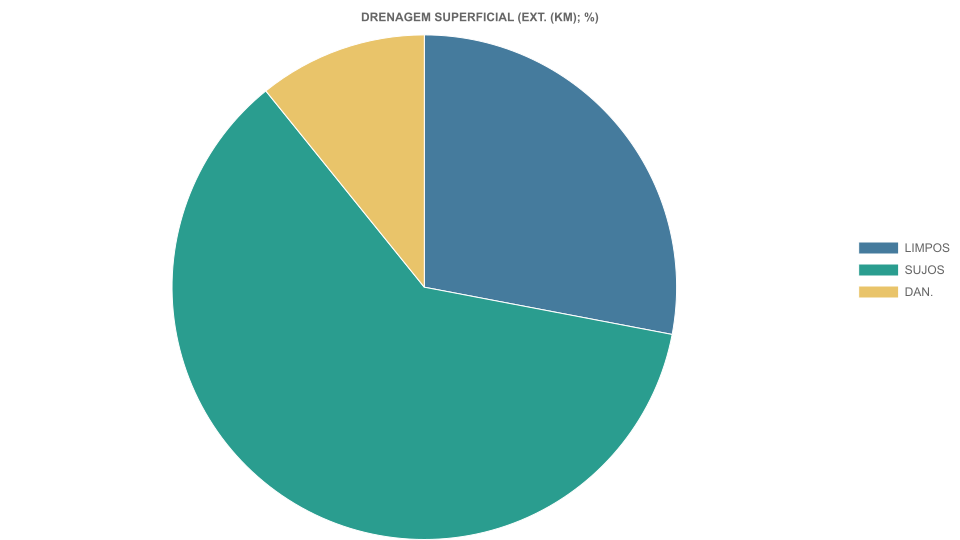 DRENAGEM SUPERFICIAL (EXT. (KM); %)
LIMPOS
SUJOS
DAN.